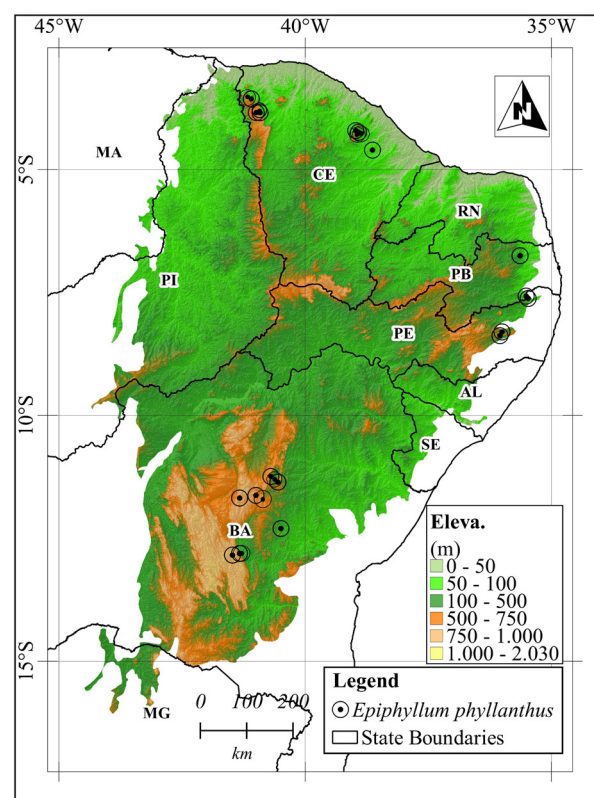 45°W 40°W 35°W
N
MA
5°S
CE
RN
PB
PI
PE
AL
10°S
SE
BA
Eleva.
(m)
0 - 50
50 - 100
100 - 500
500 - 750
750 - 1.000
1.000 - 2.030
15°S
MG
0 100 200
km
Legend
Epiphyllum phyllanthus
State Boundaries